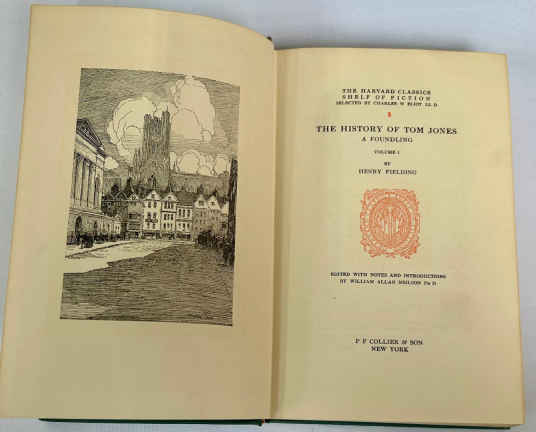 THE HARVARD CLASSICS
SHELF OF FICTION
SELECTED BY CHARLES W ELIOT LL D
THE HISTORY OF TOM JONES
A FOUNDLING
VOLUME 1
BY
HENRY FIELDING
EDITED WITH NOTES AND INTRODUCTIONS
BY WILLIAM ALLAN NEILSON Ph D
P F COLLIER & SON
NEW YORK